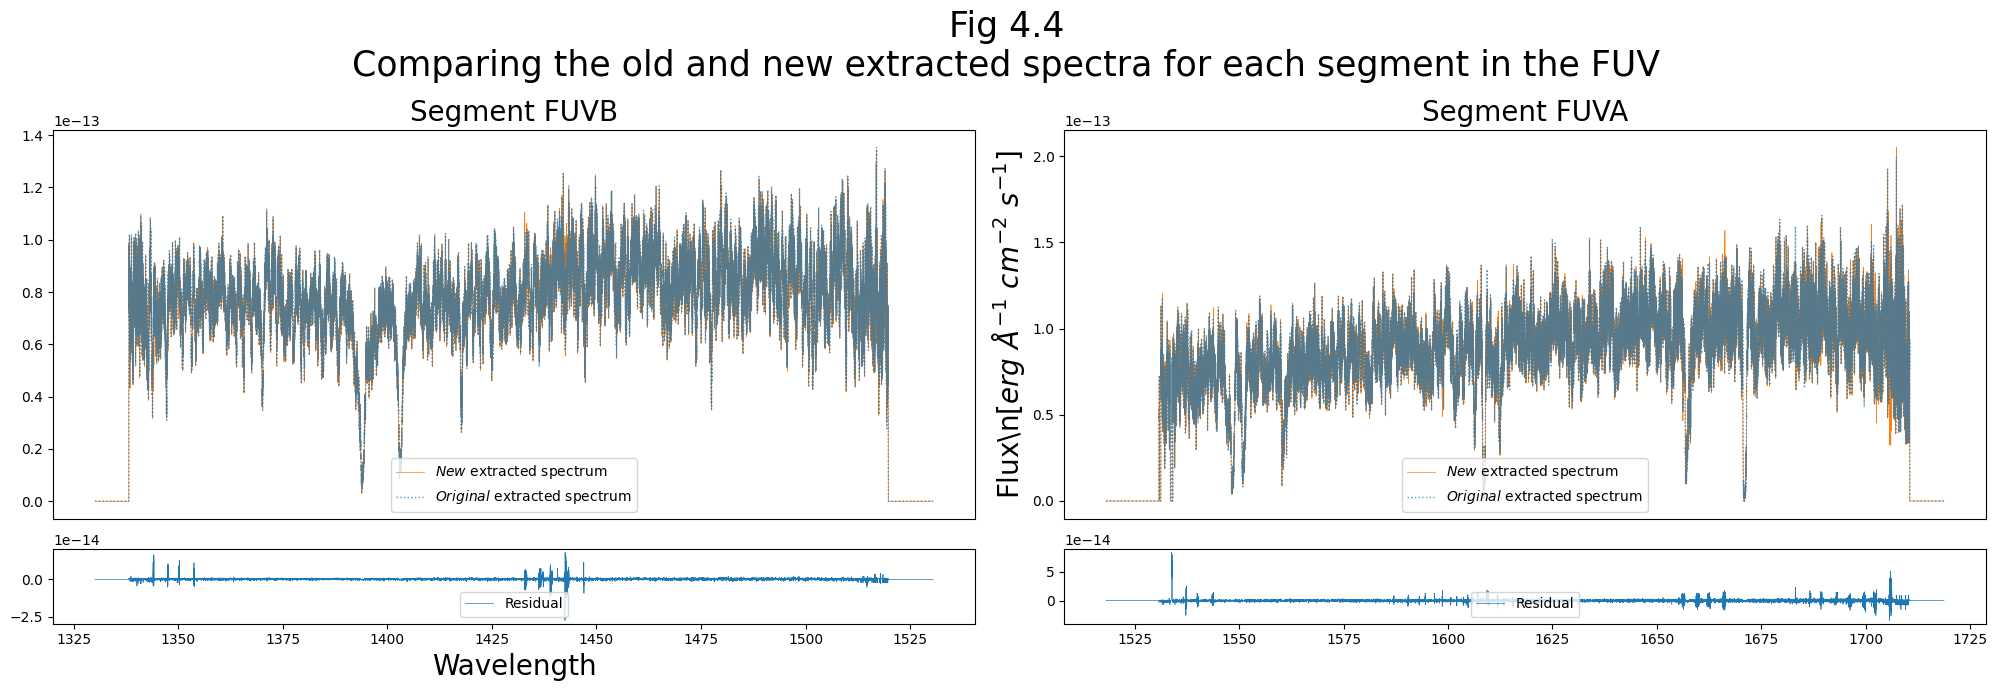 Fig 4.4
Comparing the old and new extracted spectra for each segment in the FUV
Segment FUVB
1e−13
1.4
1.2
1.0
0.8
0.6
0.4
0.2
0.0
New extracted spectrum
Original extracted spectrum
1e−14
0.0
−2.5
Residual
1325 1350 1375 1400 1425 1450 1475 1500 1525
Wavelength
Segment FUVA
1e−13
Flux\n[erg Å⁻¹ cm⁻² s⁻¹]
2.0
1.5
1.0
0.5
0.0
New extracted spectrum
Original extracted spectrum
1e−14
5
0
Residual
1525 1550 1575 1600 1625 1650 1675 1700 1725